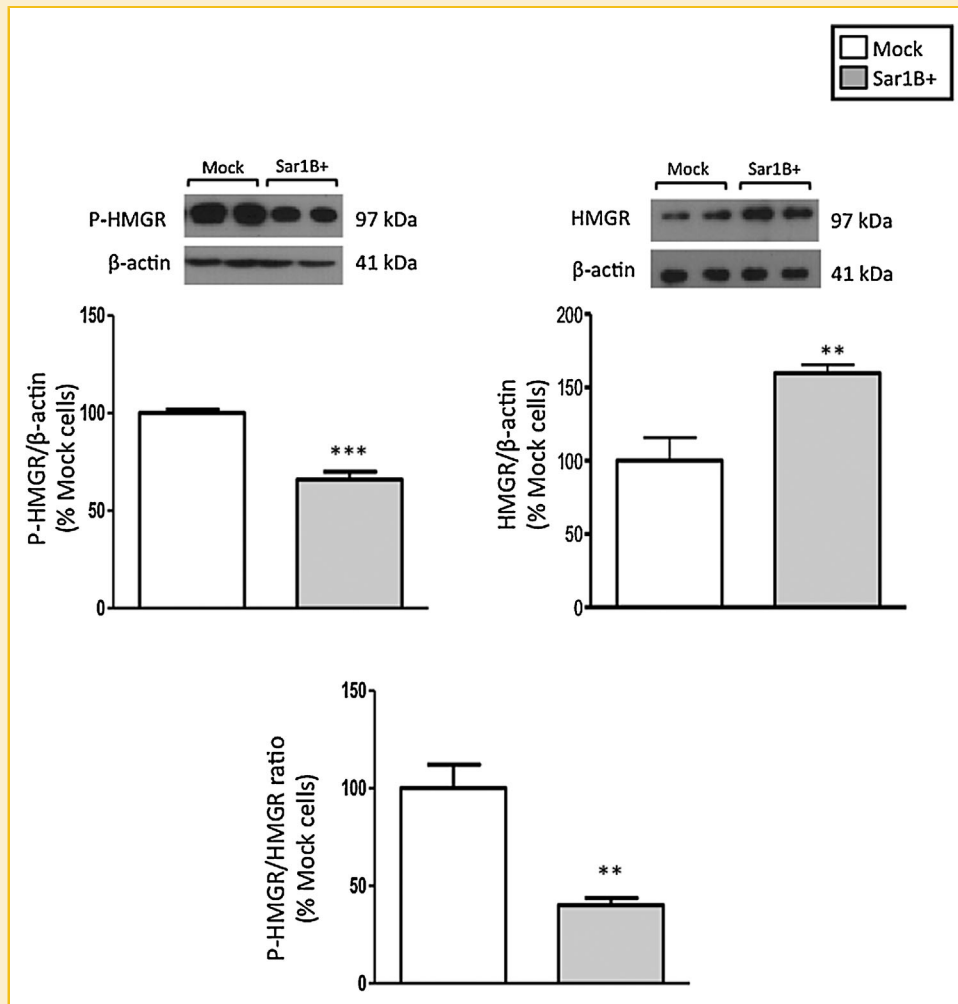 Mock
Sar1B+
Mock Sar1B+
P-HMGR 97 kDa
β-actin 41 kDa
150
100
50
0
P-HMGR/β-actin
(% Mock cells)
***
Mock Sar1B+
HMGR 97 kDa
β-actin 41 kDa
200
150
100
50
0
HMGR/β-actin
(% Mock cells)
**
150
100
50
0
P-HMGR/HMGR ratio
(% Mock cells)
**